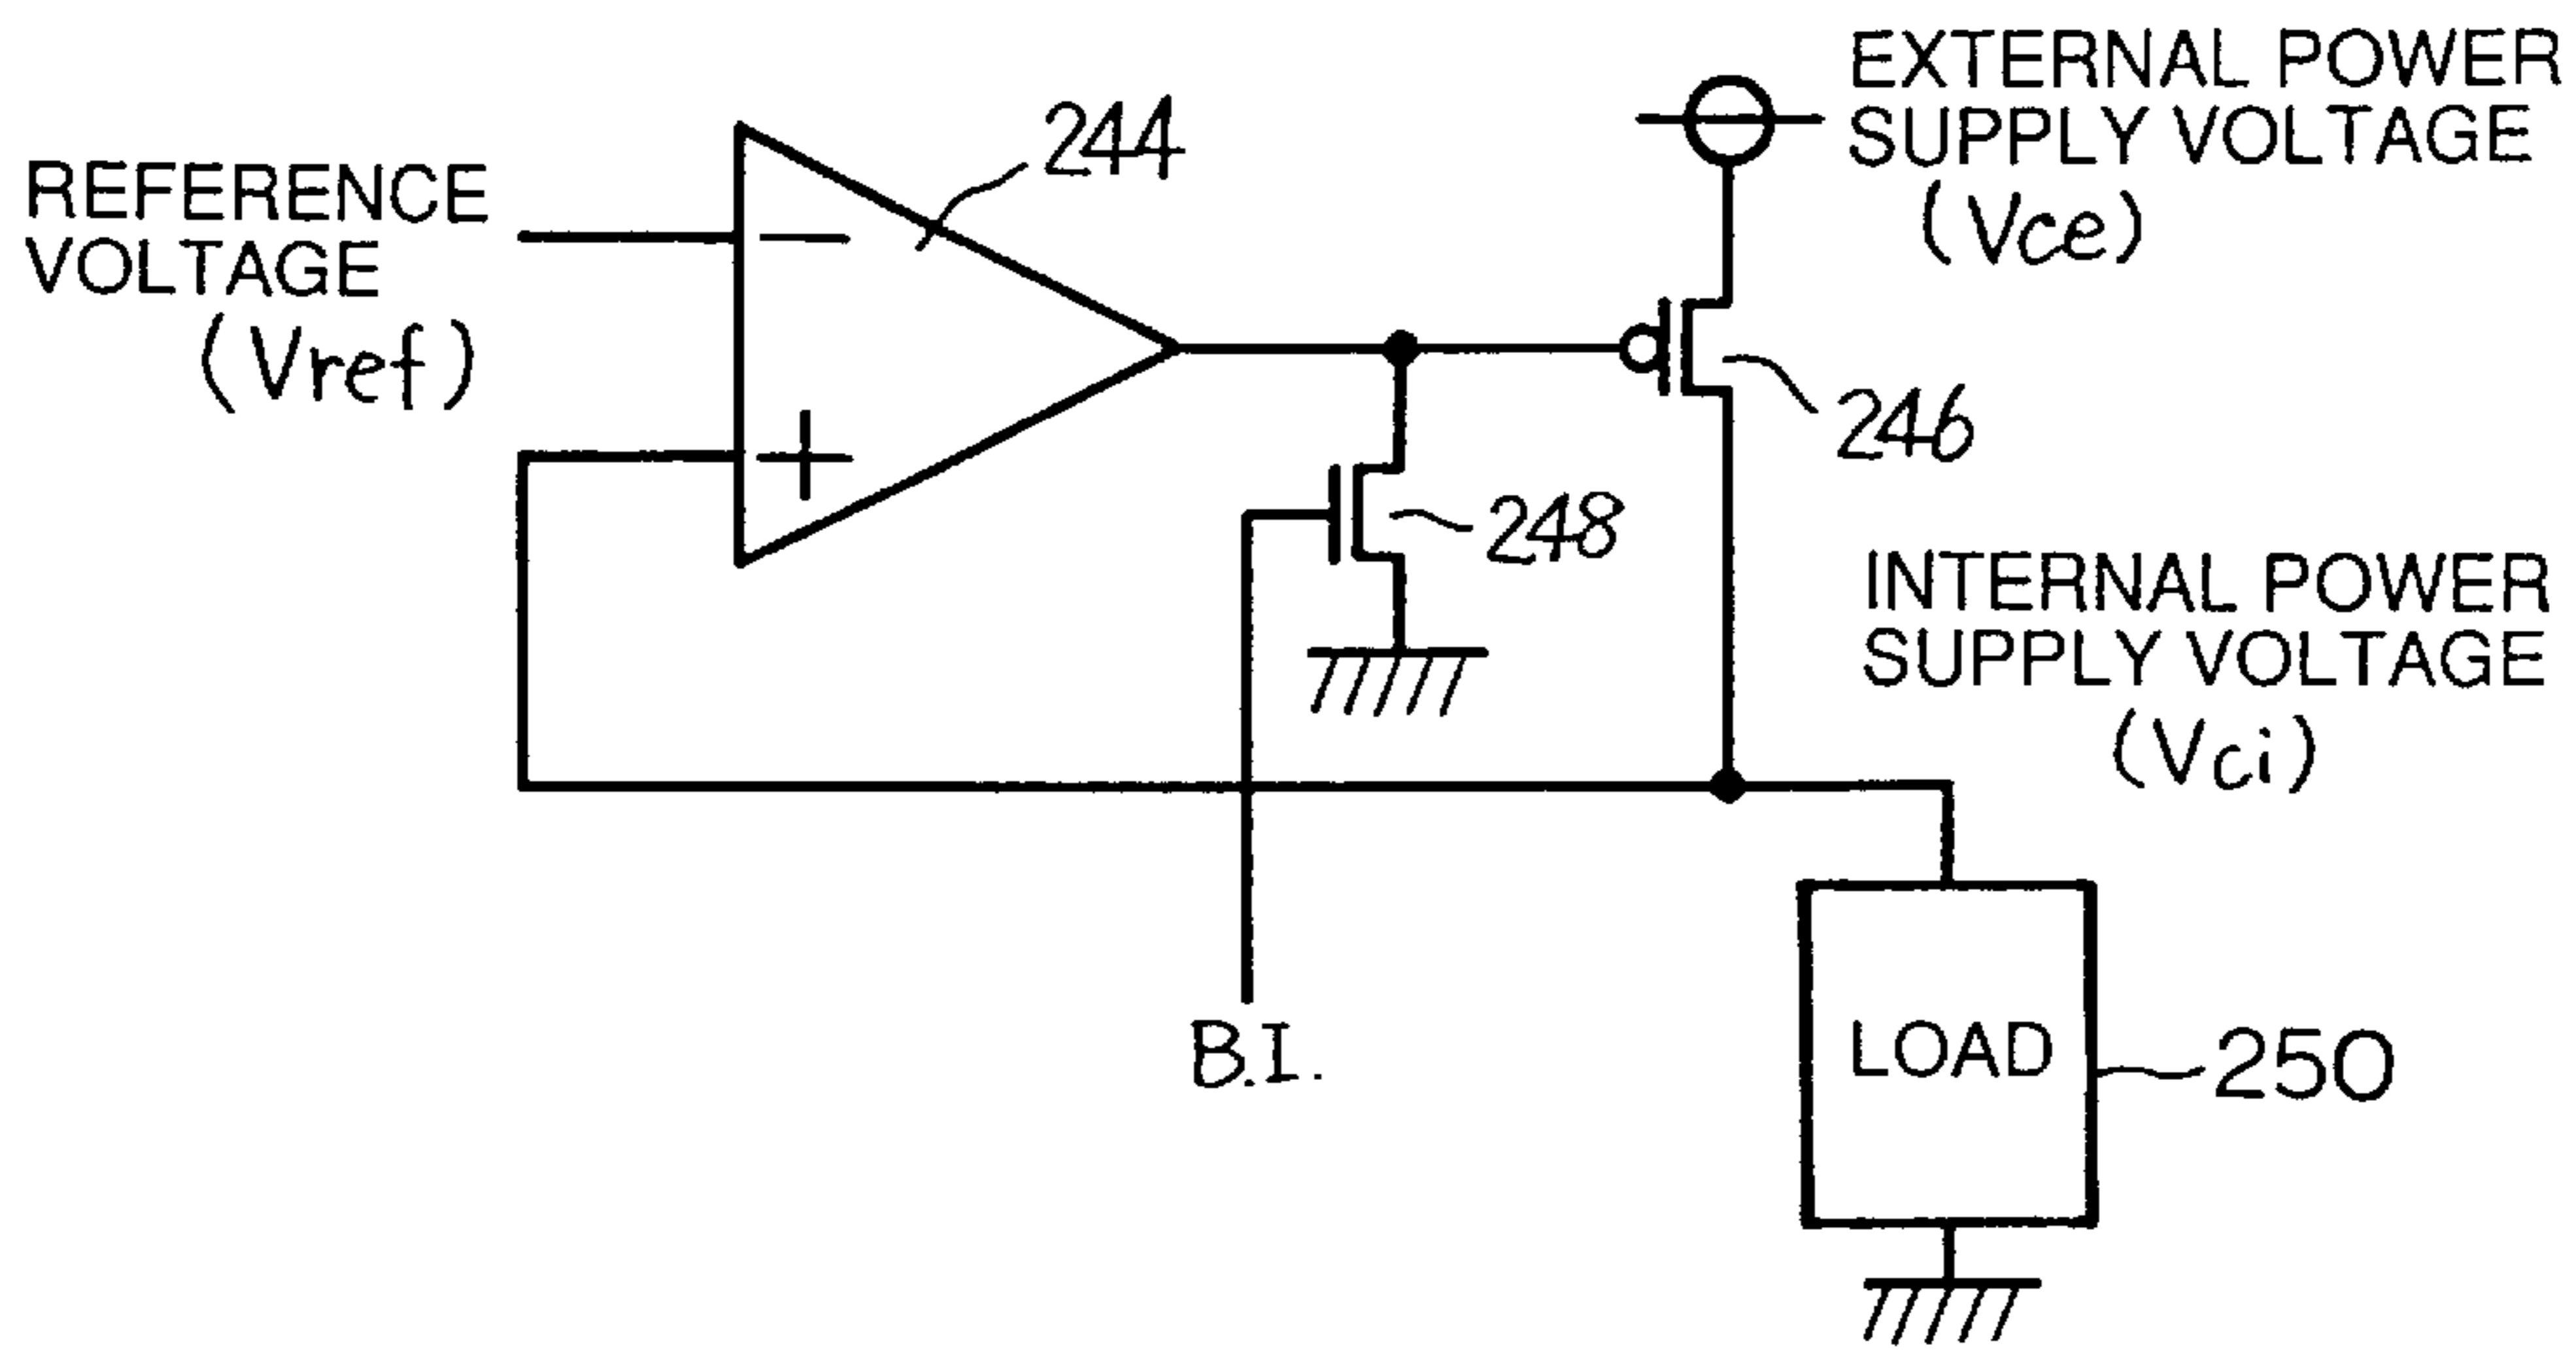 EXTERNAL POWER
SUPPLY VOLTAGE
(Vce)
244
REFERENCE
VOLTAGE
(Vref)
−
+
246
248
INTERNAL POWER
SUPPLY VOLTAGE
(Vci)
B.I.
LOAD
250